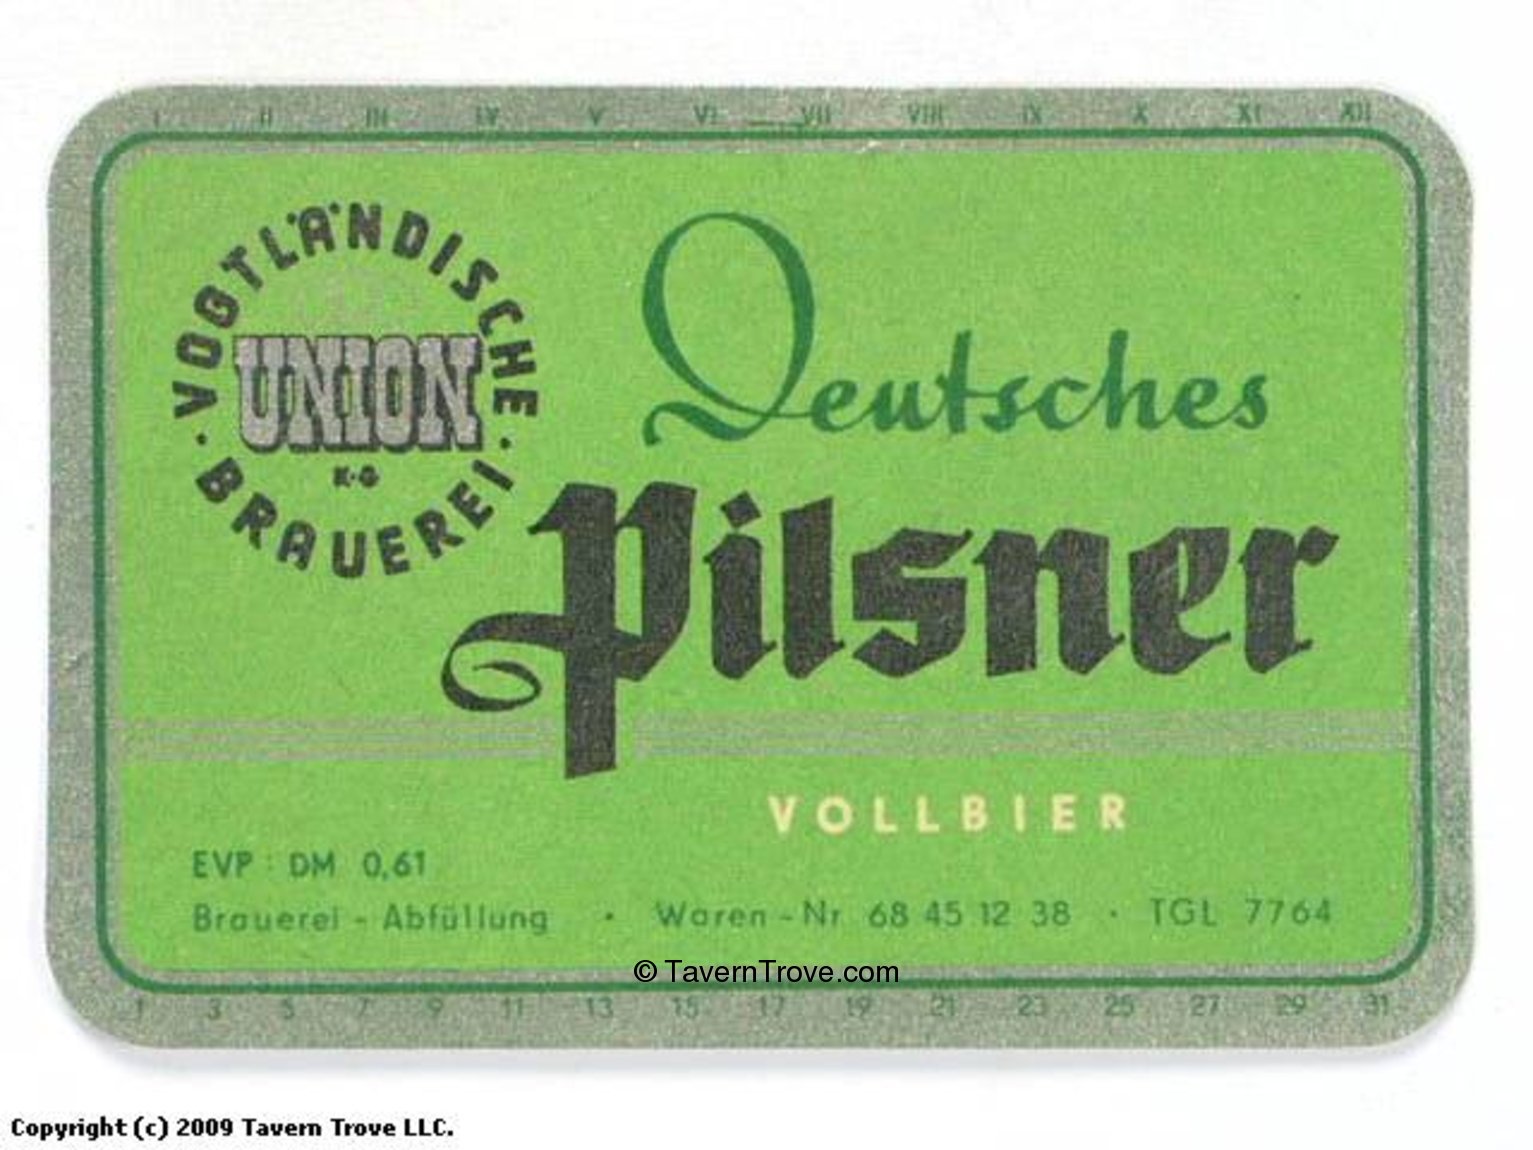 I II III IV V VI VII VIII IX X XI XII
VOGTLÄNDISCHE
UNION
K·G
· BRAUEREI ·
Deutsches
Pilsner
VOLLBIER
EVP : DM 0,61
Brauerei - Abfüllung · Waren - Nr 68 45 12 38 · TGL 7764
© TavernTrove.com
1 3 5 7 9 11 13 15 17 19 21 23 25 27 29 31
Copyright (c) 2009 Tavern Trove LLC.